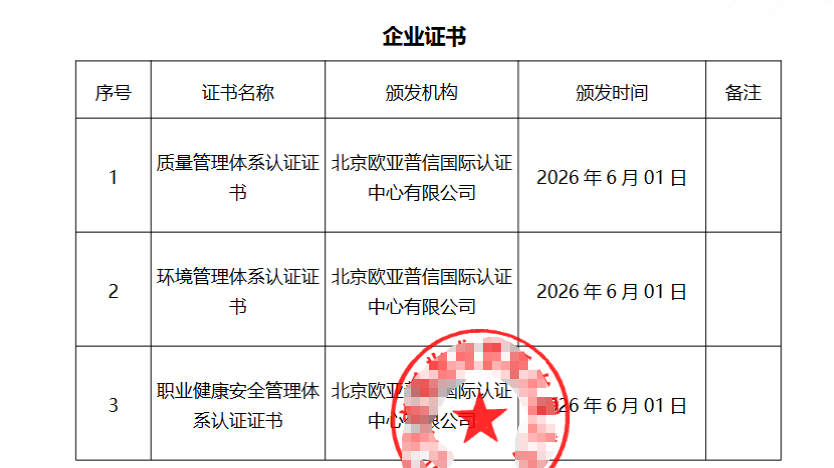 企业证书
序号 证书名称 颁发机构 颁发时间 备注
1 质量管理体系认证证 北京欧亚普信国际认证 2026 年 6 月 01 日
书 中心有限公司
2 环境管理体系认证证 北京欧亚普信国际认证 2026 年 6 月 01 日
书 中心有限公司
3 职业健康安全管理体 北京欧亚 国际认证 26 年 6 月 01 日
系认证证书 中心 限公司